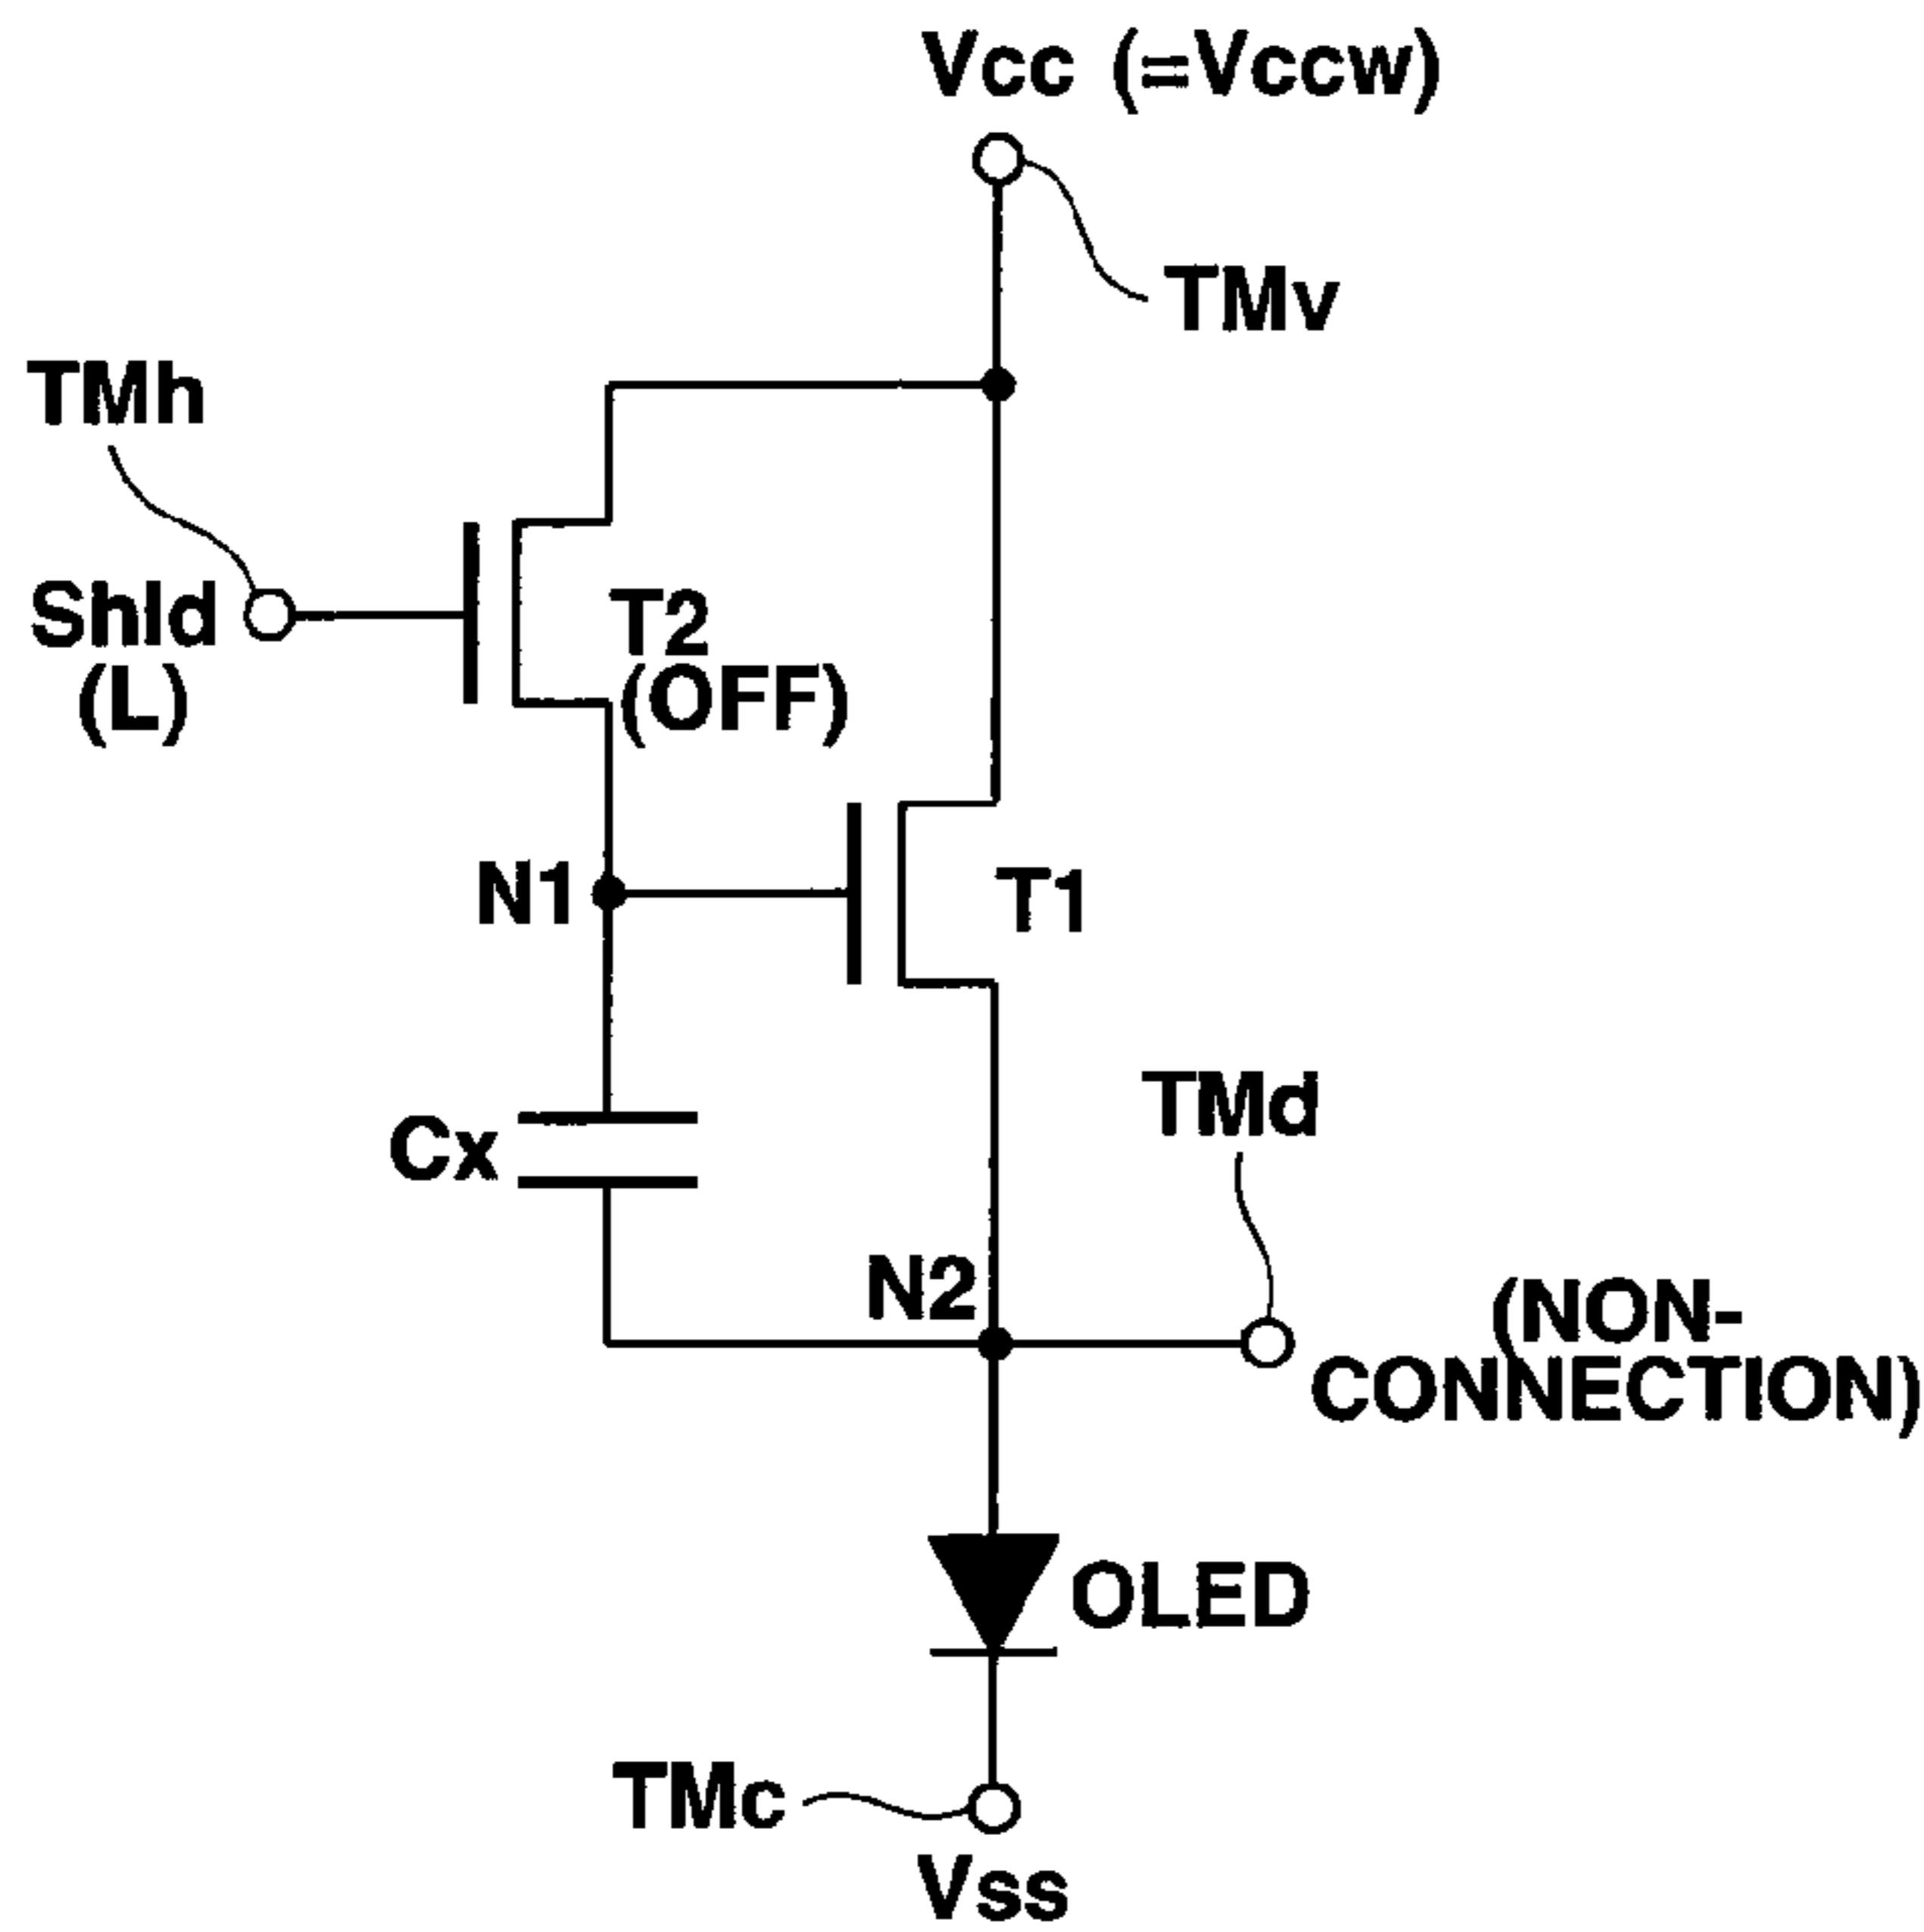 Vcc (=Vccw)
TMv
TMh
Shld
(L)
T2
(OFF)
N1
T1
TMd
Cx
N2
(NON-
CONNECTION)
OLED
TMc
Vss